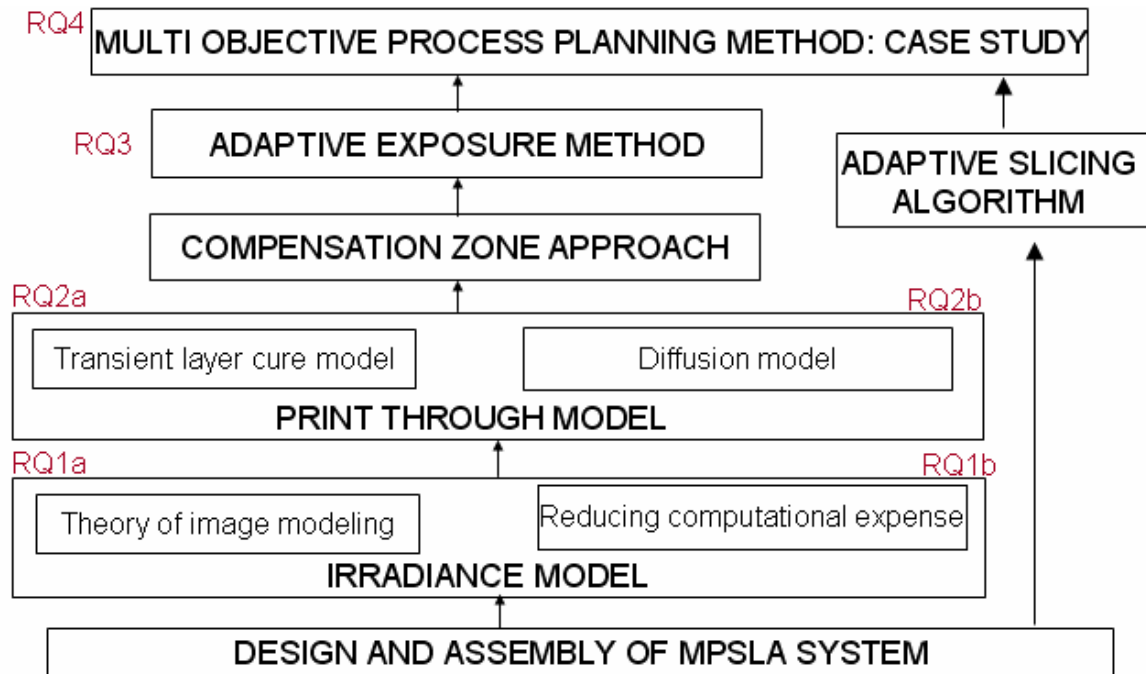 RQ4
MULTI OBJECTIVE PROCESS PLANNING METHOD: CASE STUDY
RQ3
ADAPTIVE EXPOSURE METHOD
ADAPTIVE SLICING
ALGORITHM
COMPENSATION ZONE APPROACH
RQ2a
RQ2b
Transient layer cure model
Diffusion model
PRINT THROUGH MODEL
RQ1a
RQ1b
Theory of image modeling
Reducing computational expense
IRRADIANCE MODEL
DESIGN AND ASSEMBLY OF MPSLA SYSTEM